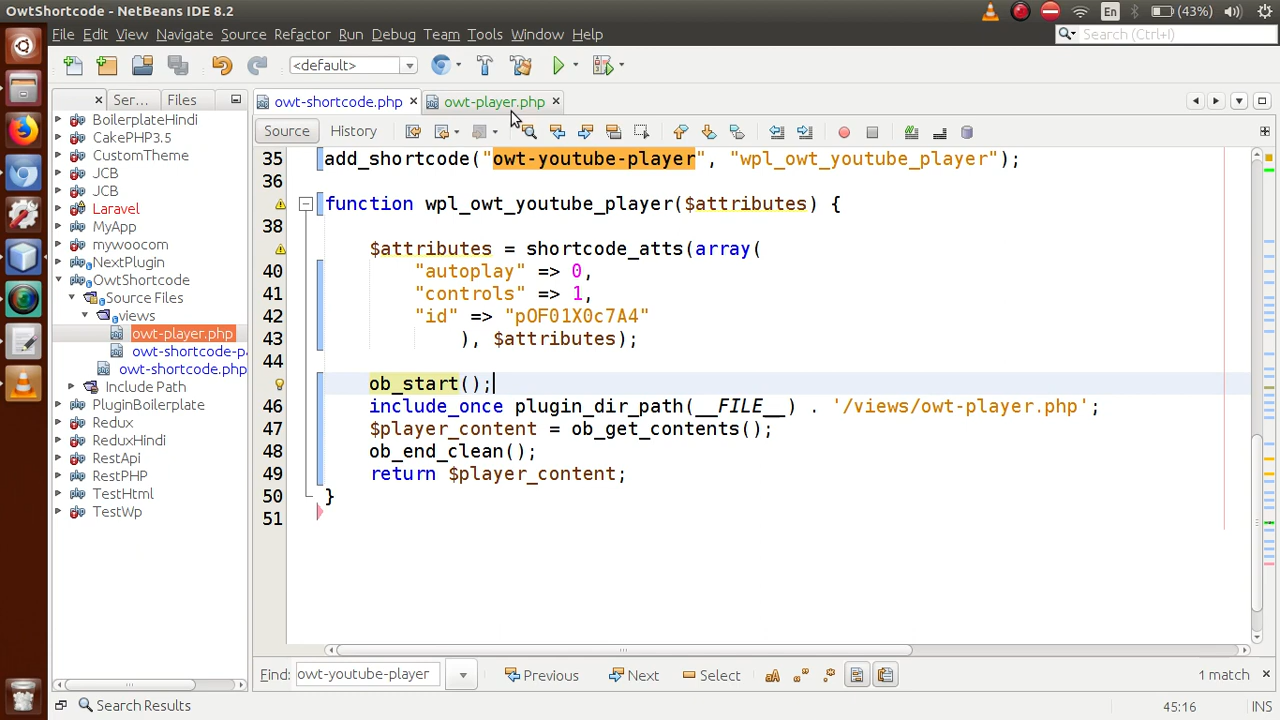 OwtShortcode - NetBeans IDE 8.2
En
(43%)
File Edit View Navigate Source Refactor Run Debug Team Tools Window Help
Search (Ctrl+I)
<default>
Ser... Files
owt-shortcode.php owt-player.php
Source History
BoilerplateHindi
CakePHP3.5
CustomTheme
JCB
JCB
Laravel
MyApp
mywoocom
NextPlugin
OwtShortcode
Source Files
views
owt-player.php
owt-shortcode-pa
owt-shortcode.php
Include Path
PluginBoilerplate
Redux
ReduxHindi
RestApi
RestPHP
TestHtml
TestWp
35 add_shortcode("owt-youtube-player", "wpl_owt_youtube_player");
36
function wpl_owt_youtube_player($attributes) {
38
$attributes = shortcode_atts(array(
40 "autoplay" => 0,
41 "controls" => 1,
42 "id" => "pOF01X0c7A4"
43 ), $attributes);
44
ob_start();
46 include_once plugin_dir_path(__FILE__) . '/views/owt-player.php';
47 $player_content = ob_get_contents();
48 ob_end_clean();
49 return $player_content;
50 }
51
Find: owt-youtube-player Previous Next Select 1 match
Search Results 45:16 INS